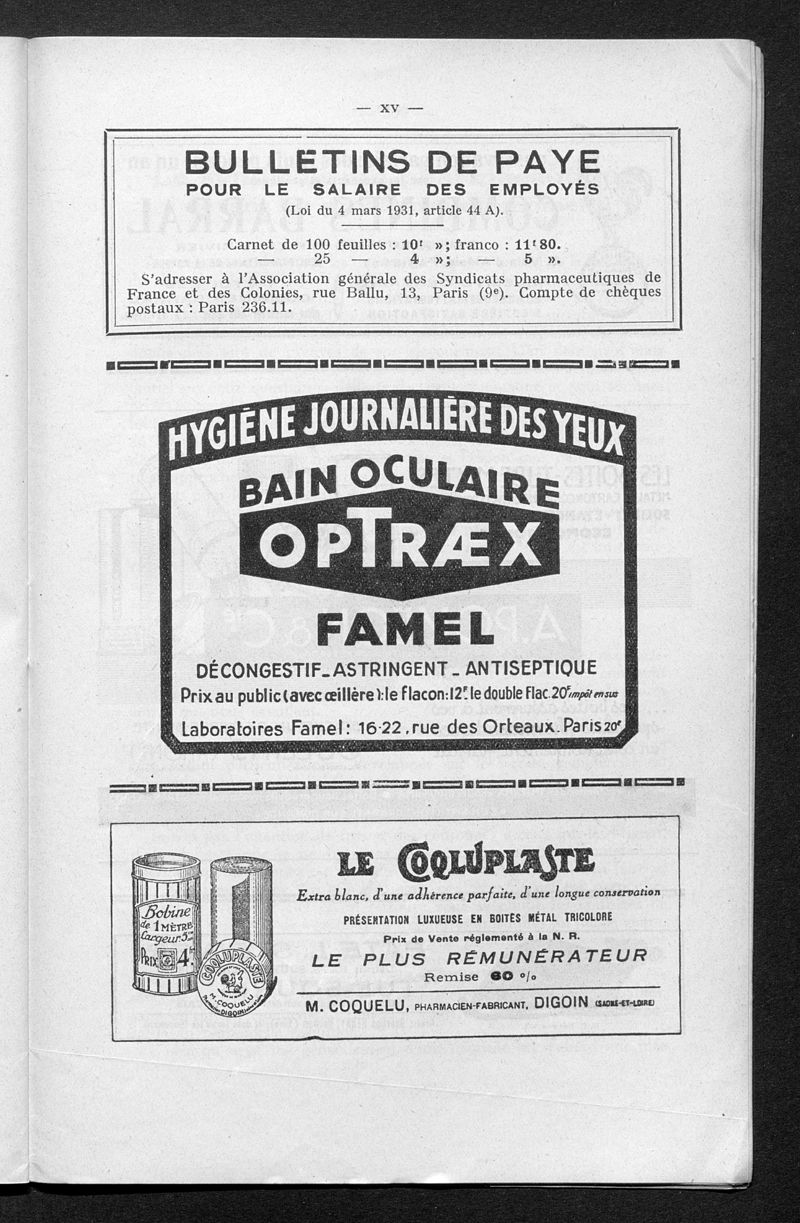 — XV —
BULLETINS DE PAYE
POUR LE SALAIRE DES EMPLOYÉS
(Loi du 4 mars 1931, article 44 A).
Carnet de 100 feuilles : 10ᶠ »; franco : 11ᶠ80.
— 25 — 4 »; — 5 ».
S'adresser à l'Association générale des Syndicats pharmaceutiques de
France et des Colonies, rue Ballu, 13, Paris (9ᵉ). Compte de chèques
postaux : Paris 236.11.
HYGIÈNE JOURNALIÈRE DES YEUX
BAIN OCULAIRE
OPTRÆX
FAMEL
DÉCONGESTIF_ASTRINGENT_ANTISEPTIQUE
Prix au public (avec œillère): le flacon: 12ᶠ. le double flac. 20ᶠ impôt en sus
Laboratoires Famel: 16-22, rue des Orteaux. Paris 20ᵉ
LE COQLUPLASTE
Extra blanc, d'une adhérence parfaite, d'une longue conservation
PRÉSENTATION LUXUEUSE EN BOITES MÉTAL TRICOLORE
Prix de Vente réglementé à la N. R.
LE PLUS RÉMUNÉRATEUR
Remise 60 %
M. COQUELU, PHARMACIEN-FABRICANT, DIGOIN (SAONE-ET-LOIRE)
Bobine
de 1 MÈTRE
Largeur: 5 cm
PRIX 4ᶠ
1
COQLUPLASTE
M. COQUELU
DIGOIN